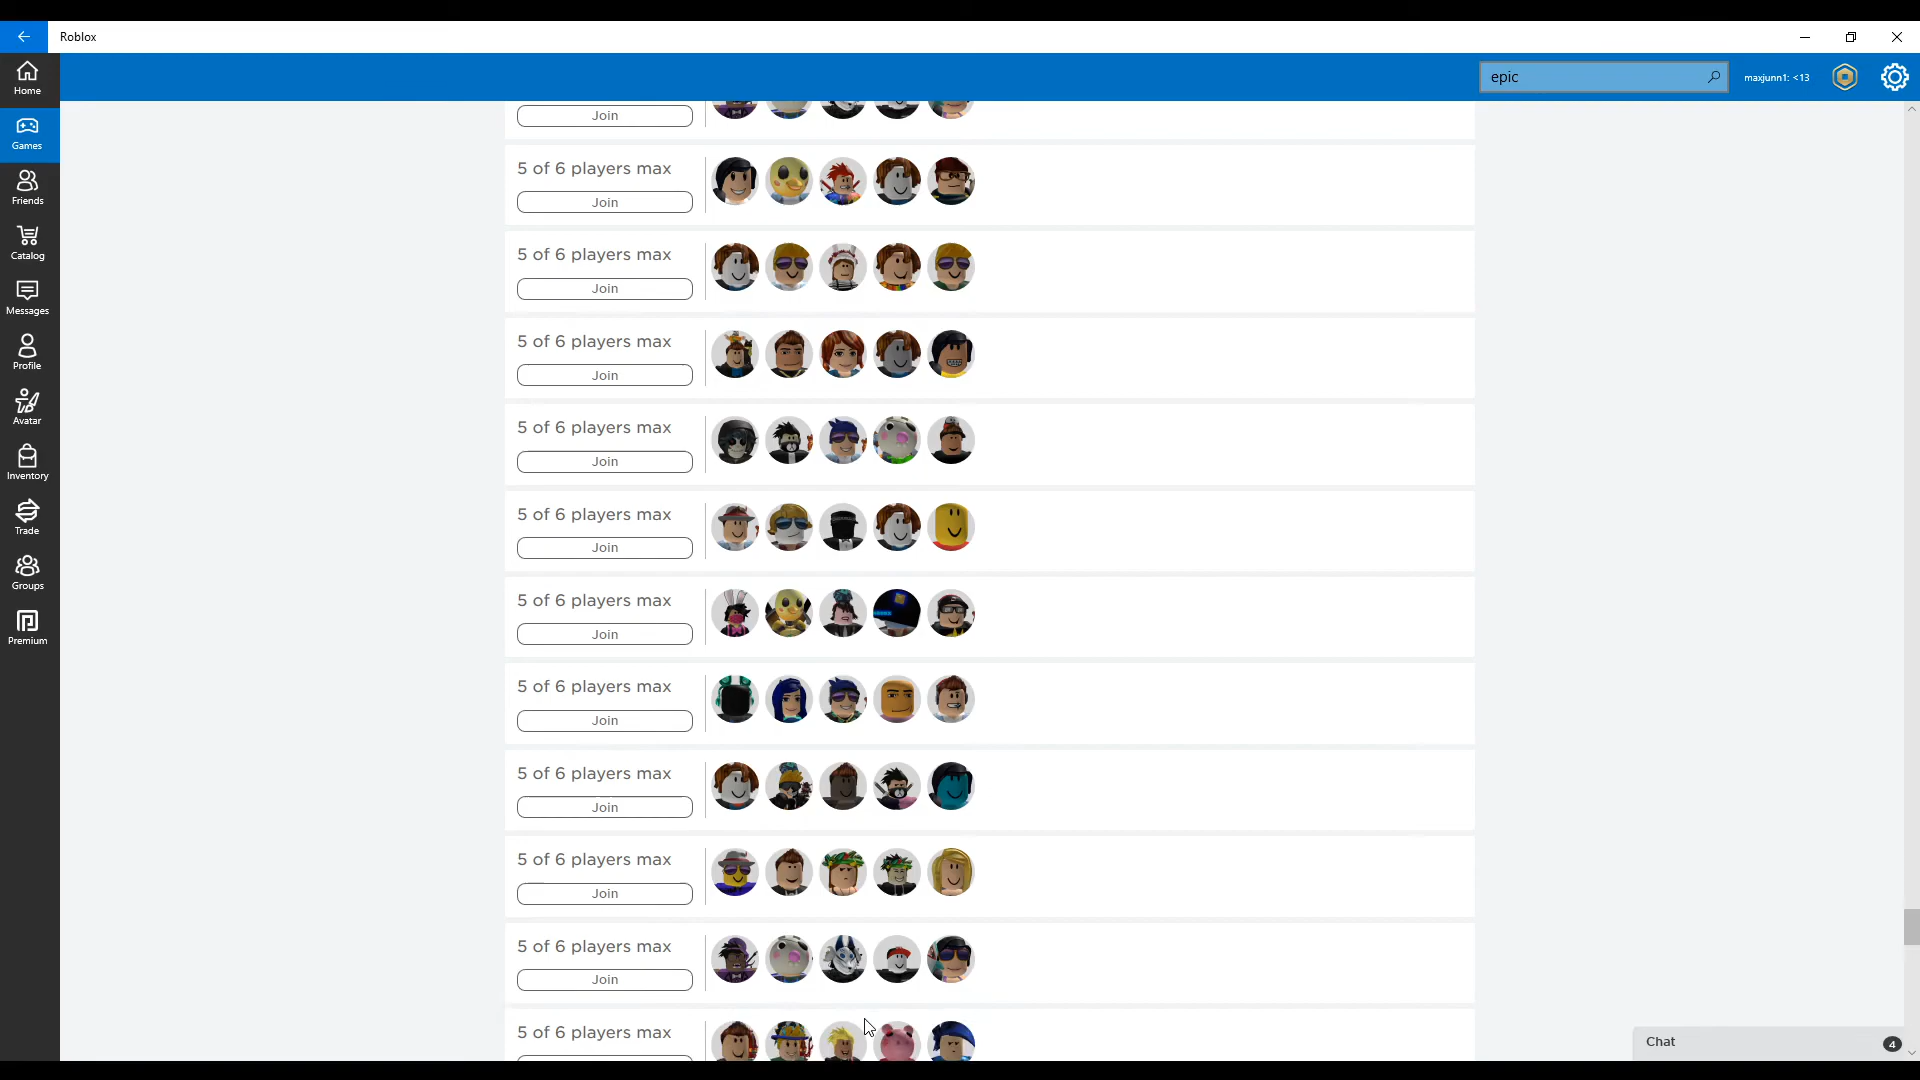 Roblox
epic
maxjunn1: <13
Home
Games
Friends
Catalog
Messages
Profile
Avatar
Inventory
Trade
Groups
Premium
Join
5 of 6 players max
Join
5 of 6 players max
Join
5 of 6 players max
Join
5 of 6 players max
Join
5 of 6 players max
Join
5 of 6 players max
Join
5 of 6 players max
Join
5 of 6 players max
Join
5 of 6 players max
Join
5 of 6 players max
Join
5 of 6 players max
Chat
4